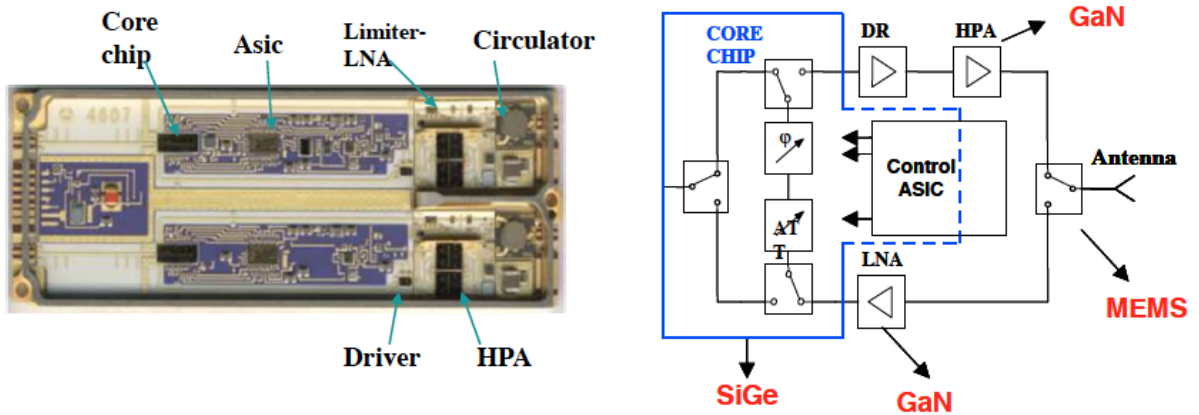 Core
chip
Asic
Limiter-
LNA
Circulator
4607
Driver
HPA
GaN
CORE
CHIP
DR
HPA
φ
Control
ASIC
Antenna
AT
T
LNA
MEMS
SiGe
GaN